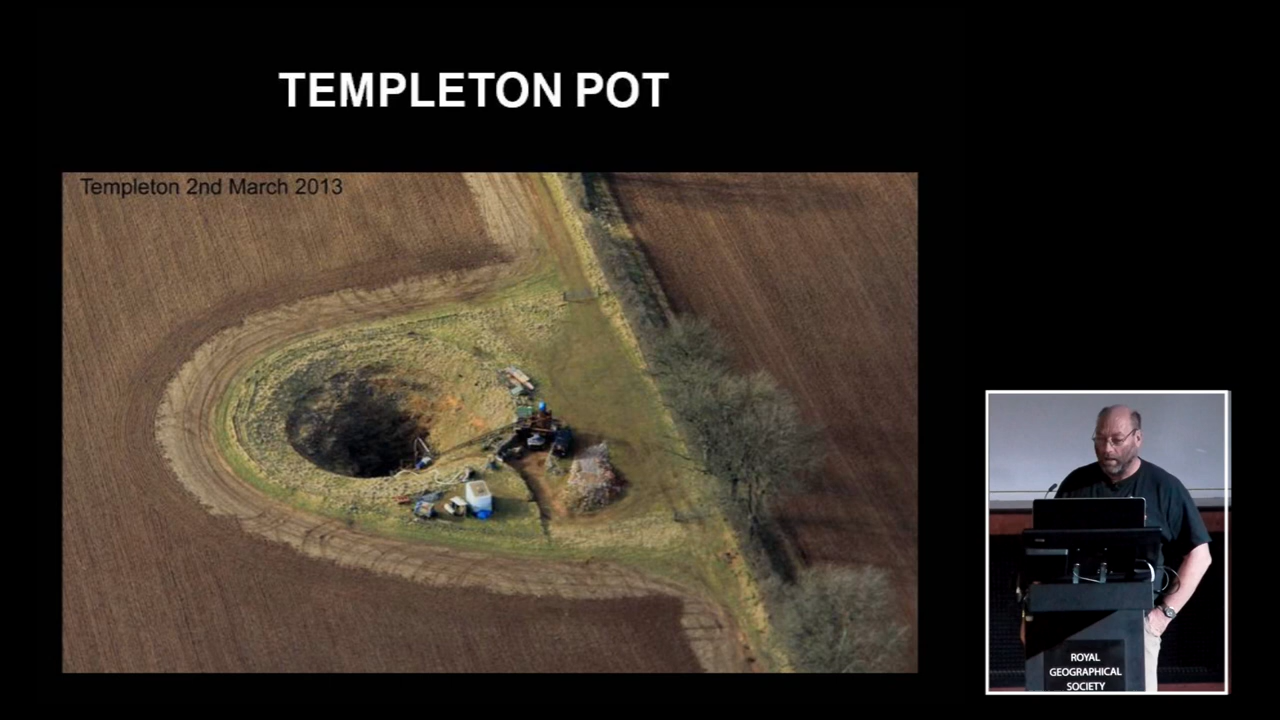 TEMPLETON POT
Templeton 2nd March 2013
ROYAL
GEOGRAPHICAL
SOCIETY